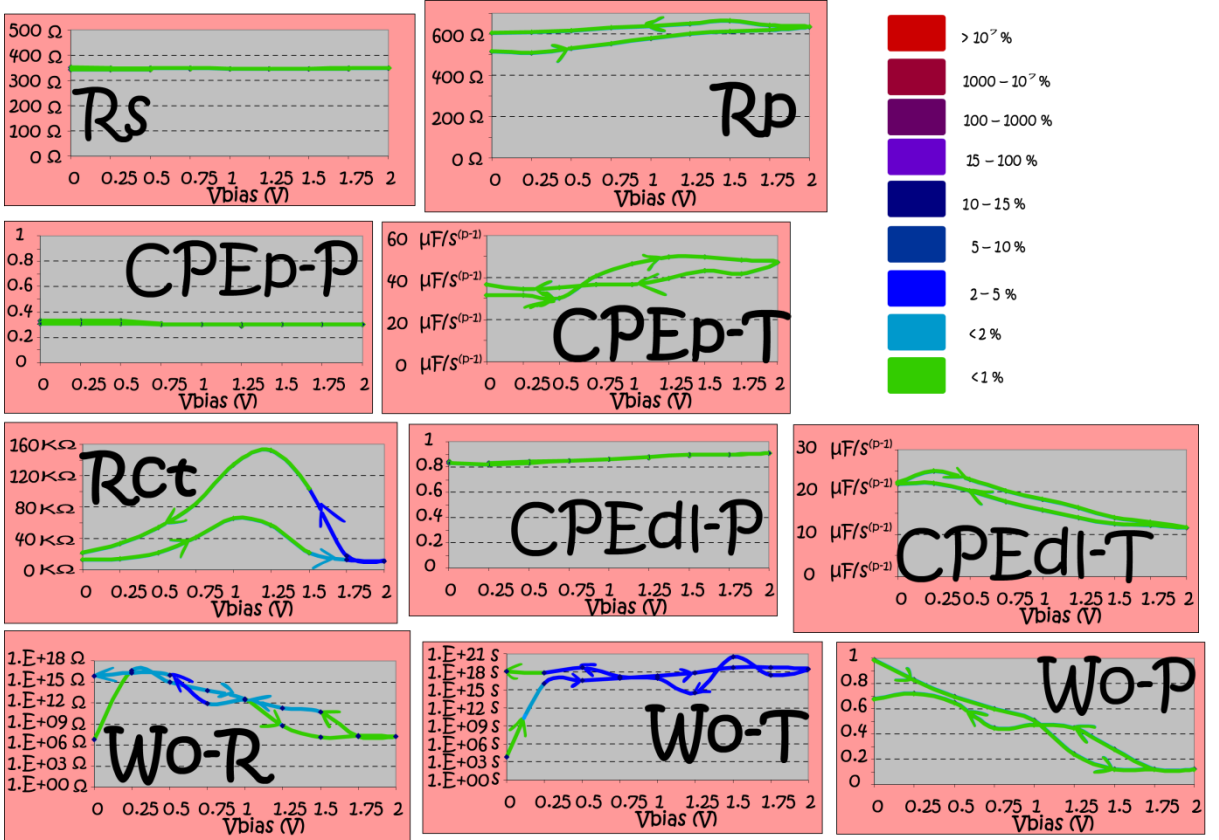 500 Ω
400 Ω
300 Ω
200 Ω
100 Ω
0 Ω
Rs
0 0.25 0.5 0.75 1 1.25 1.5 1.75 2
Vbias (V)
600 Ω
400 Ω
200 Ω
0 Ω
Rp
0 0.25 0.5 0.75 1 1.25 1.5 1.75 2
Vbias (V)
> 10⁷ %
1000 – 10⁷ %
100 – 1000 %
15 – 100 %
10 – 15 %
5 – 10 %
2 – 5 %
<2 %
<1 %
1
0.8
0.6
0.4
0.2
0
CPEp-P
0 0.25 0.5 0.75 1 1.25 1.5 1.75 2
Vbias (V)
60 μF/s(p-1)
40 μF/s(p-1)
20 μF/s(p-1)
0 μF/s(p-1)
CPEp-T
0 0.25 0.5 0.75 1 1.25 1.5 1.75 2
Vbias (V)
160 KΩ
120 KΩ
80 KΩ
40 KΩ
0 KΩ
Rct
0 0.25 0.5 0.75 1 1.25 1.5 1.75 2
Vbias (V)
1
0.8
0.6
0.4
0.2
0
CPEdl-P
0 0.25 0.5 0.75 1 1.25 1.5 1.75 2
Vbias (V)
30 μF/s(p-1)
20 μF/s(p-1)
10 μF/s(p-1)
0 μF/s(p-1)
CPEdl-T
0 0.25 0.5 0.75 1 1.25 1.5 1.75 2
Vbias (V)
1.E+18 Ω
1.E+15 Ω
1.E+12 Ω
1.E+09 Ω
1.E+06 Ω
1.E+03 Ω
1.E+00 Ω
Wo-R
0 0.25 0.5 0.75 1 1.25 1.5 1.75 2
Vbias (V)
1.E+21 s
1.E+18 s
1.E+15 s
1.E+12 s
1.E+09 s
1.E+06 s
1.E+03 s
1.E+00 s
Wo-T
0 0.25 0.5 0.75 1 1.25 1.5 1.75 2
Vbias (V)
1
0.8
0.6
0.4
0.2
0
Wo-P
0 0.25 0.5 0.75 1 1.25 1.5 1.75 2
Vbias (V)